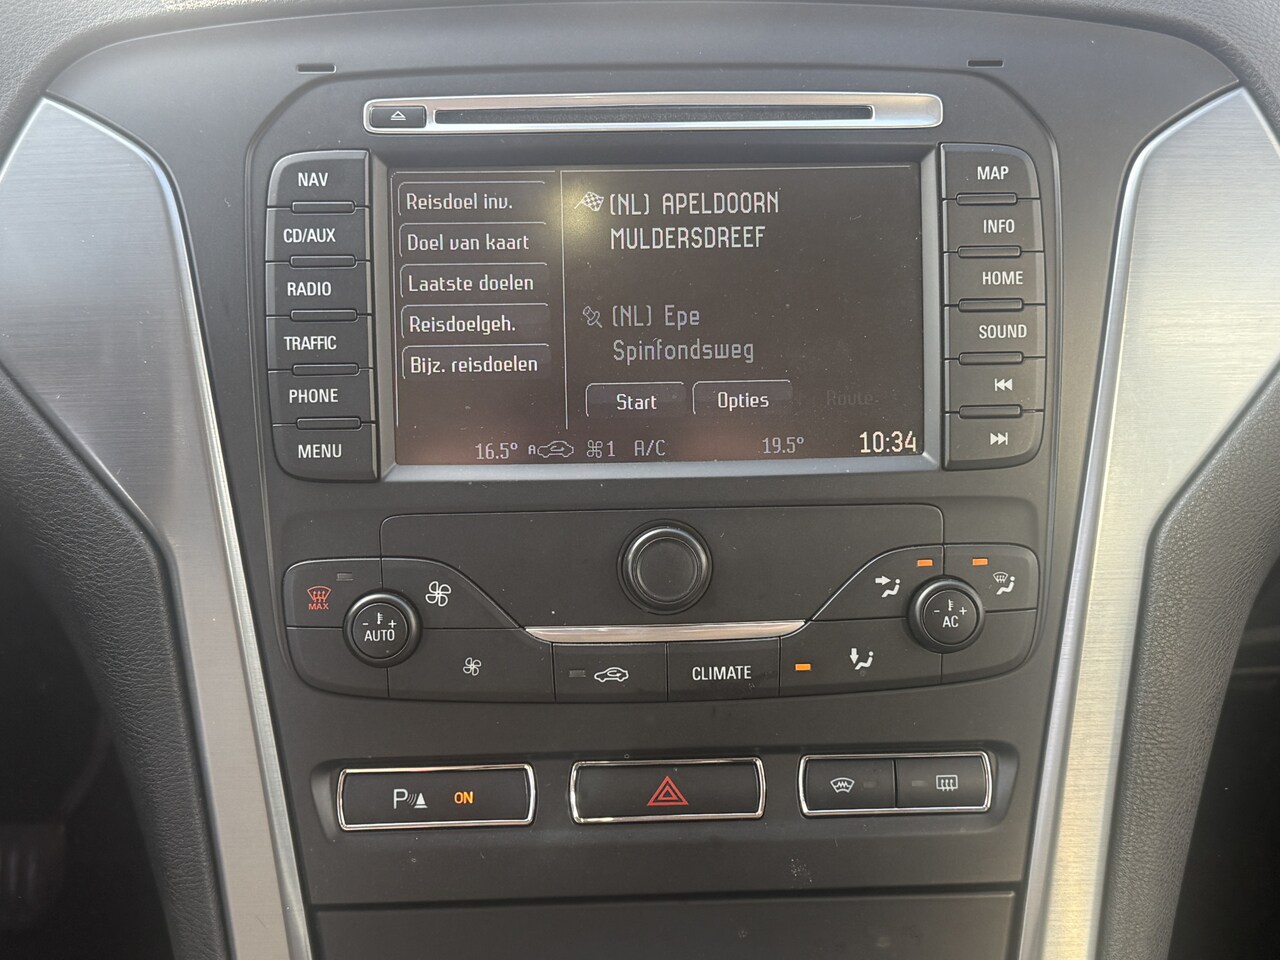 NAV
CD/AUX
RADIO
TRAFFIC
PHONE
MENU
Reisdoel inv.
Doel van kaart
Laatste doelen
Reisdoelgeh.
Bijz. reisdoelen
(NL) APELDOORN
MULDERSDREEF
(NL) Epe
Spinfondsweg
Start Opties Route
16.5° A 1 A/C 19.5° 10:34
MAP
INFO
HOME
SOUND
MAX
- +
AUTO
CLIMATE
- +
AC
P ON